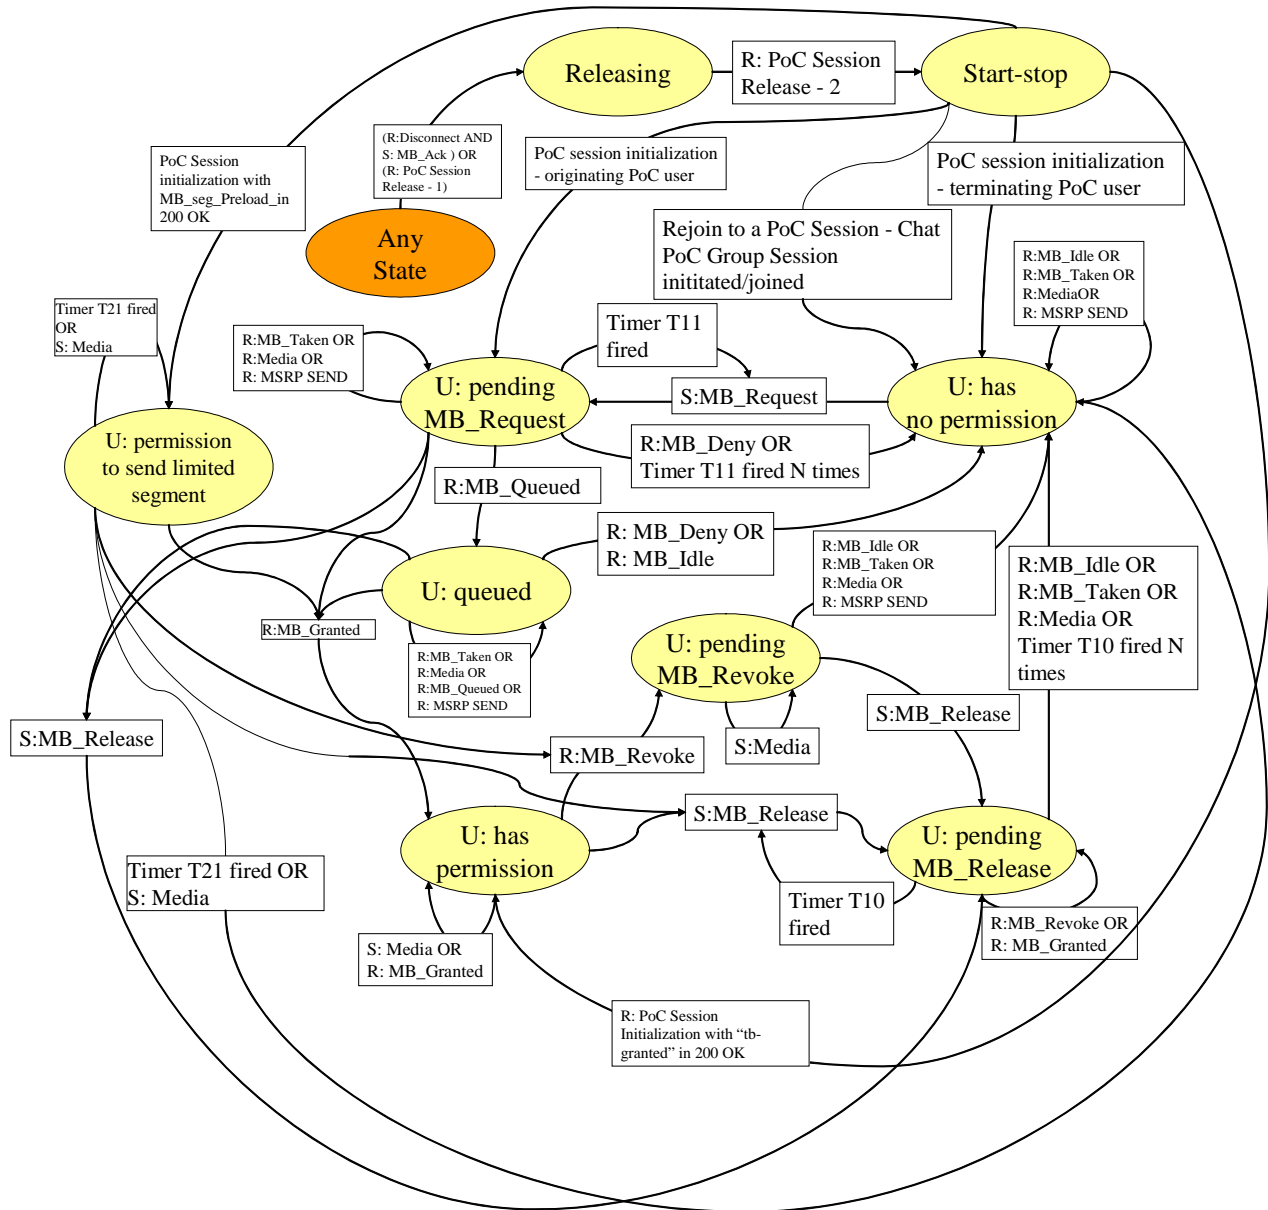 Releasing
R: PoC Session
Release - 2
Start-stop
(R:Disconnect AND
S: MB_Ack ) OR
(R: PoC Session
Release - 1)
PoC Session
initialization with
MB_seg_Preload_in
200 OK
PoC session initialization
- originating PoC user
PoC session initialization
- terminating PoC user
Any
State
Rejoin to a PoC Session - Chat
PoC Group Session
inititated/joined
R:MB_Idle OR
R:MB_Taken OR
R:MediaOR
R: MSRP SEND
Timer T21 fired
OR
S: Media
R:MB_Taken OR
R:Media OR
R: MSRP SEND
Timer T11
fired
U: pending
MB_Request
S:MB_Request
U: has
no permission
U: permission
to send limited
segment
R:MB_Deny OR
Timer T11 fired N times
R:MB_Queued
R: MB_Deny OR
R: MB_Idle
R:MB_Idle OR
R:MB_Taken OR
R:Media OR
R: MSRP SEND
R:MB_Idle OR
R:MB_Taken OR
R:Media OR
Timer T10 fired N
times
U: queued
R:MB_Granted
R:MB_Taken OR
R:Media OR
R:MB_Queued OR
R: MSRP SEND
U: pending
MB_Revoke
S:MB_Release
S:MB_Release
R:MB_Revoke
S:Media
U: has
permission
S:MB_Release
U: pending
MB_Release
Timer T21 fired OR
S: Media
Timer T10
fired
R:MB_Revoke OR
R: MB_Granted
S: Media OR
R: MB_Granted
R: PoC Session
Initialization with “tb-
granted” in 200 OK